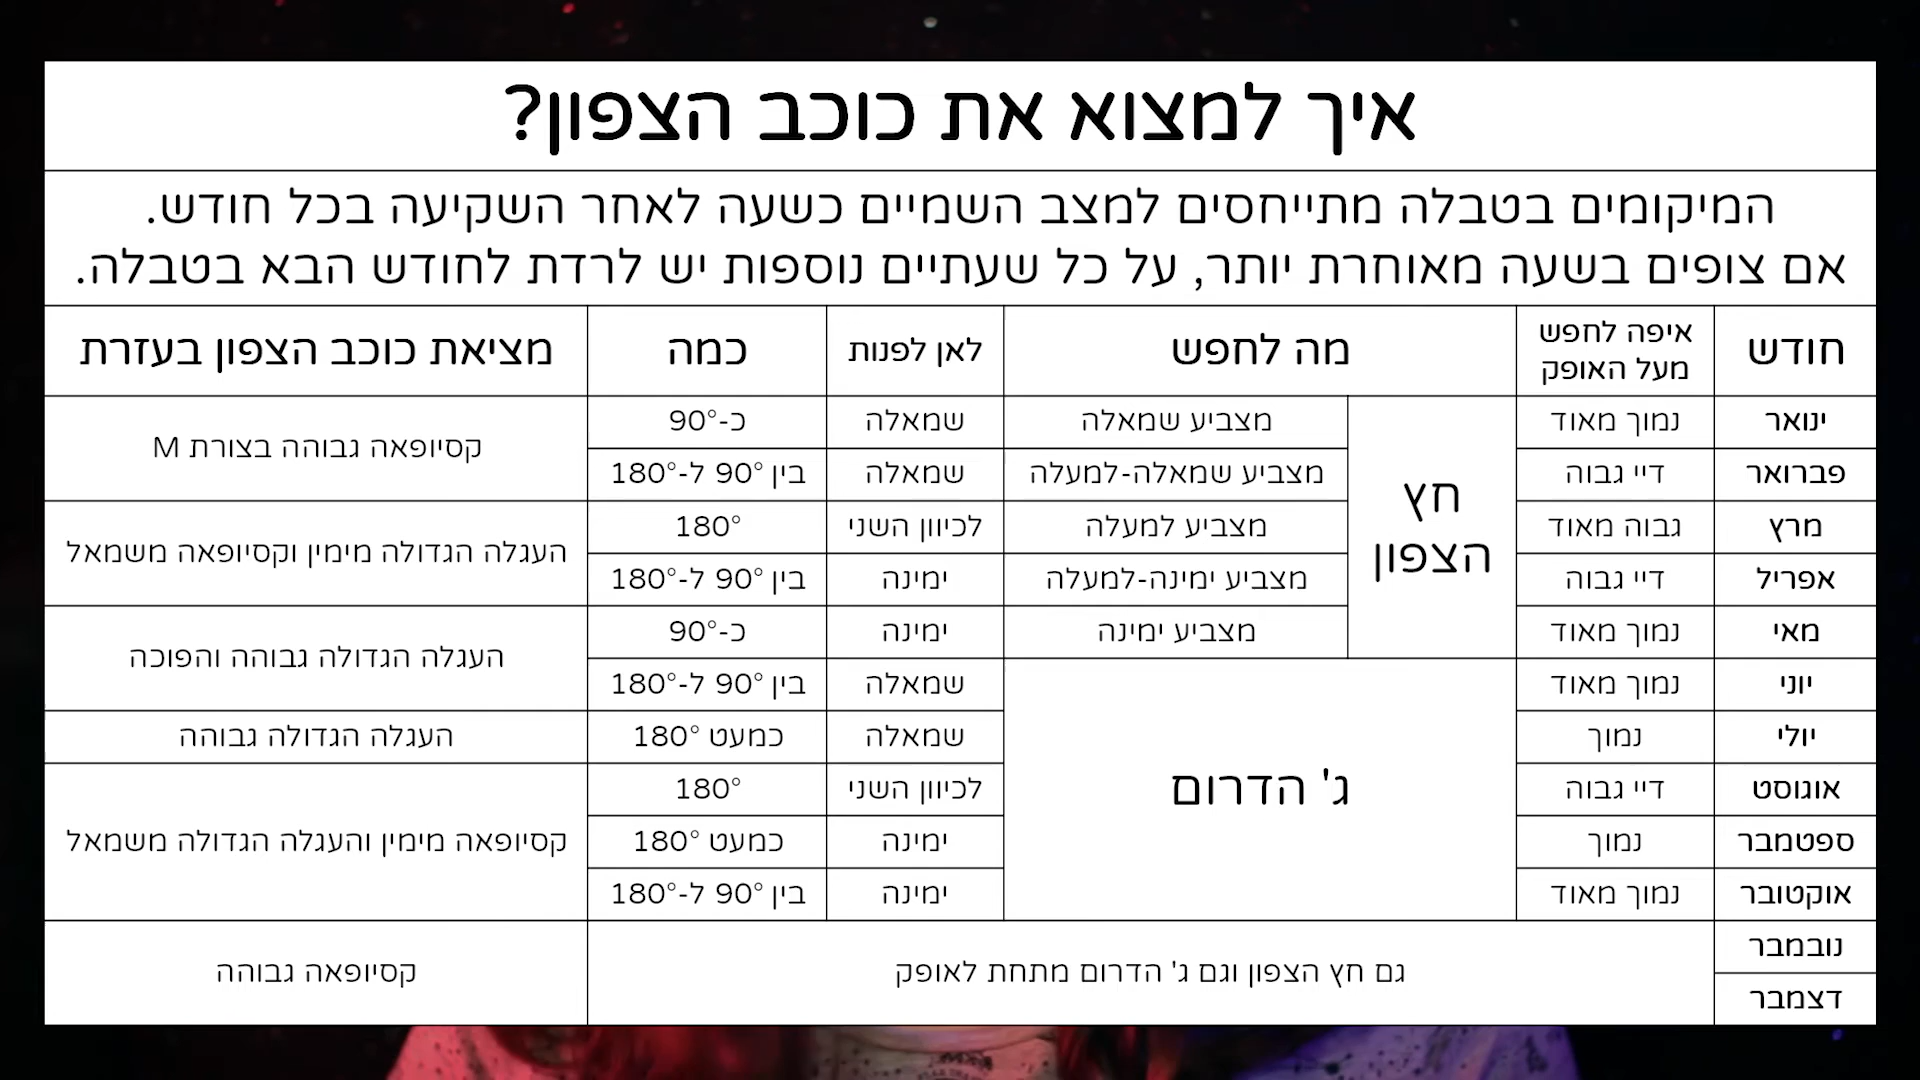 איך למצוא את כוכב הצפון?
המיקומים בטבלה מתייחסים למצב השמיים כשעה לאחר השקיעה בכל חודש.
אם צופים בשעה מאוחרת יותר, על כל שעתיים נוספות יש לרדת לחודש הבא בטבלה.
חודש
איפה לחפש
מעל האופק
מה לחפש
לאן לפנות
כמה
מציאת כוכב הצפון בעזרת
ינואר
נמוך מאוד
חץ
הצפון
מצביע שמאלה
שמאלה
כ-90°
קסיופאה גבוהה בצורת M
פברואר
דיי גבוה
מצביע שמאלה-למעלה
שמאלה
בין 90° ל-180°
מרץ
גבוה מאוד
מצביע למעלה
לכיוון השני
180°
העגלה הגדולה מימין וקסיופאה משמאל
אפריל
דיי גבוה
מצביע ימינה-למעלה
ימינה
בין 90° ל-180°
מאי
נמוך מאוד
מצביע ימינה
ימינה
כ-90°
העגלה הגדולה גבוהה והפוכה
יוני
נמוך מאוד
ג' הדרום
שמאלה
בין 90° ל-180°
יולי
נמוך
שמאלה
כמעט 180°
העגלה הגדולה גבוהה
אוגוסט
דיי גבוה
לכיוון השני
180°
קסיופאה מימין והעגלה הגדולה משמאל
ספטמבר
נמוך
ימינה
כמעט 180°
אוקטובר
נמוך מאוד
ימינה
בין 90° ל-180°
נובמבר
גם חץ הצפון וגם ג' הדרום מתחת לאופק
קסיופאה גבוהה
דצמבר